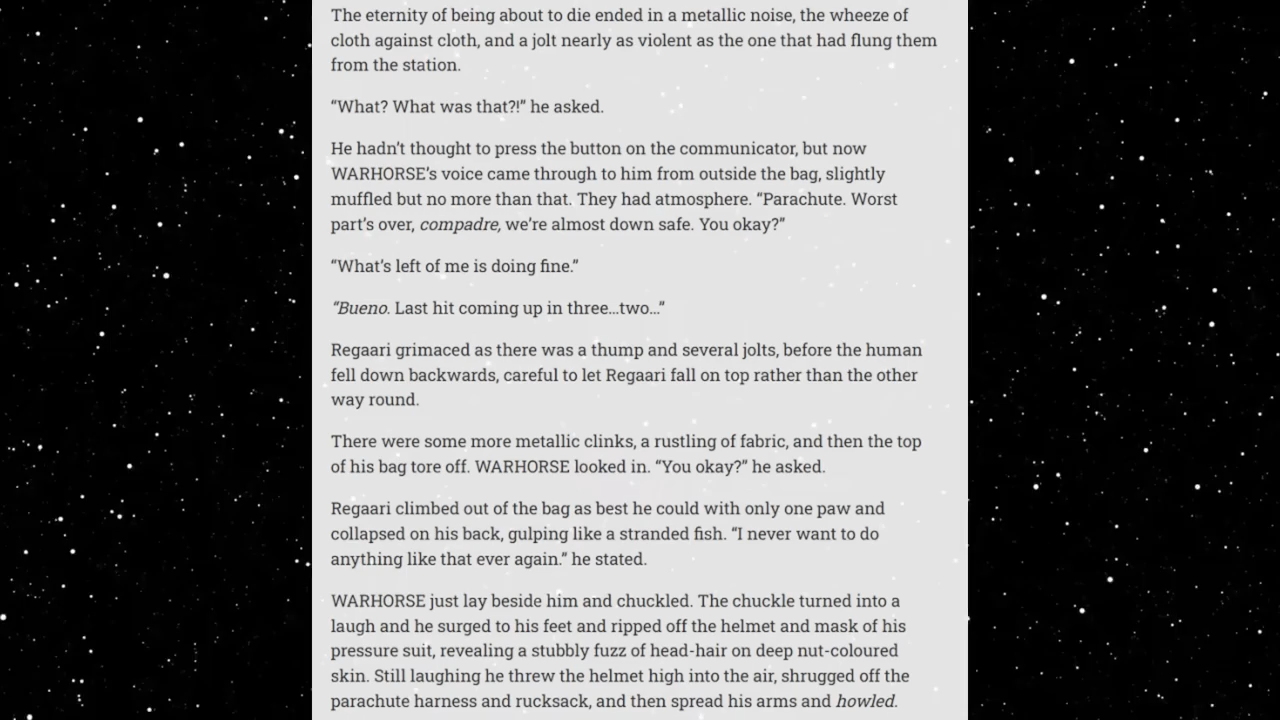 The eternity of being about to die ended in a metallic noise, the wheeze of
cloth against cloth, and a jolt nearly as violent as the one that had flung them
from the station.
“What? What was that?!” he asked.
He hadn’t thought to press the button on the communicator, but now
WARHORSE’s voice came through to him from outside the bag, slightly
muffled but no more than that. They had atmosphere. “Parachute. Worst
part’s over, compadre, we’re almost down safe. You okay?”
“What’s left of me is doing fine.”
“Bueno. Last hit coming up in three…two…”
Regaari grimaced as there was a thump and several jolts, before the human
fell down backwards, careful to let Regaari fall on top rather than the other
way round.
There were some more metallic clinks, a rustling of fabric, and then the top
of his bag tore off. WARHORSE looked in. “You okay?” he asked.
Regaari climbed out of the bag as best he could with only one paw and
collapsed on his back, gulping like a stranded fish. “I never want to do
anything like that ever again.“ he stated.
WARHORSE just lay beside him and chuckled. The chuckle turned into a
laugh and he surged to his feet and ripped off the helmet and mask of his
pressure suit, revealing a stubbly fuzz of head-hair on deep nut-coloured
skin. Still laughing he threw the helmet high into the air, shrugged off the
parachute harness and rucksack, and then spread his arms and howled.